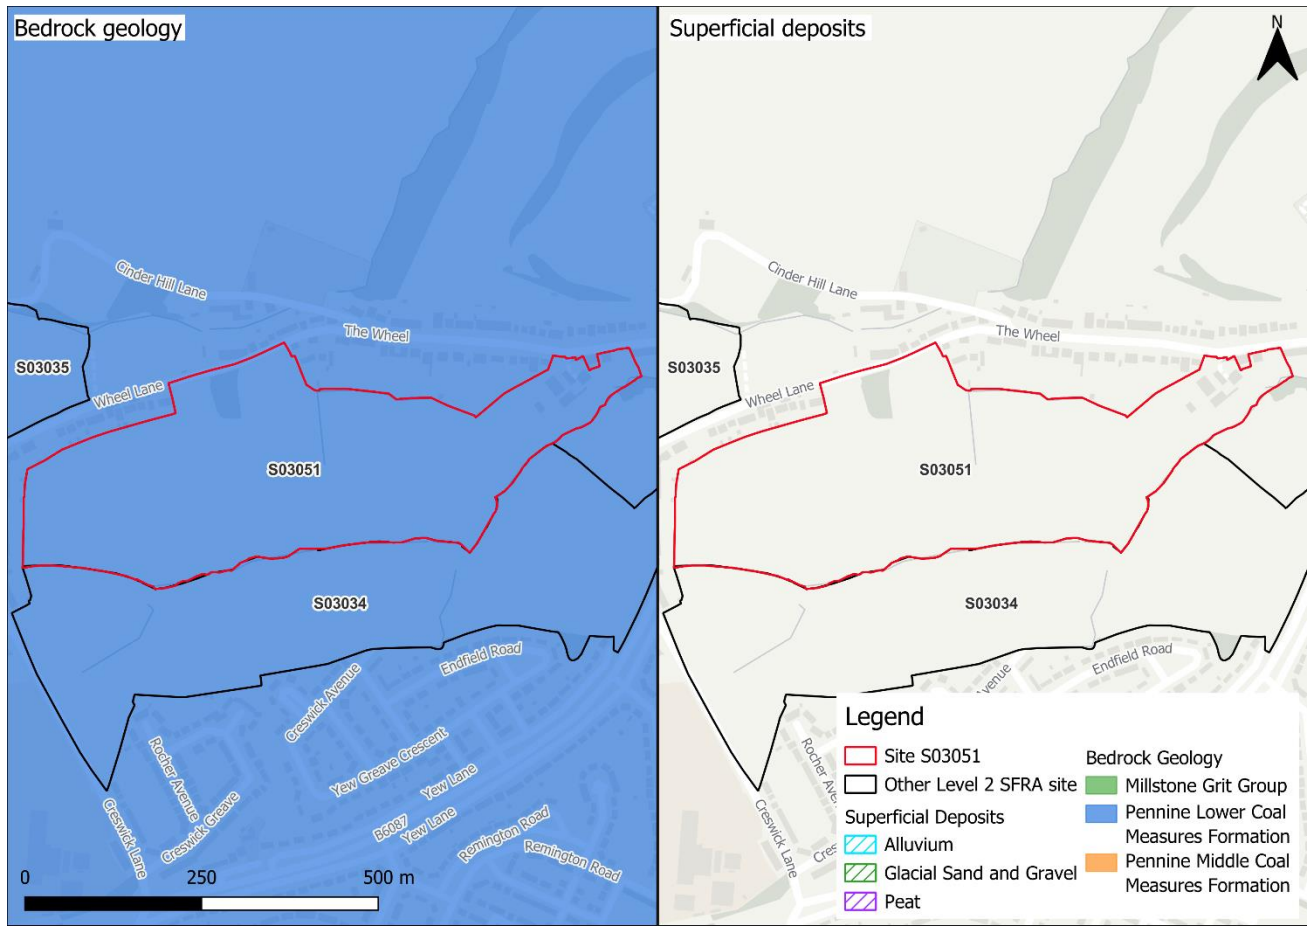 Bedrock geology
Cinder Hill Lane
The Wheel
S03035
Wheel Lane
S03051
S03034
Endfield Road
Creswick Avenue
Rocher Avenue
Yew Greave Crescent
Yew Lane
Creswick Greave
B6087
Yew Lane
Remington Road
Remington Road
Creswick Lane
0 250 500 m
Superficial deposits
N
Cinder Hill Lane
The Wheel
S03035
Wheel Lane
S03051
S03034
Endfield Road
Creswick Lane
Legend
Site S03051
Other Level 2 SFRA site
Superficial Deposits
Alluvium
Glacial Sand and Gravel
Peat
Bedrock Geology
Millstone Grit Group
Pennine Lower Coal
Measures Formation
Pennine Middle Coal
Measures Formation